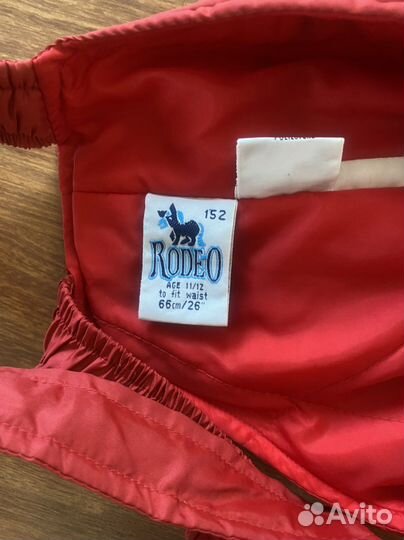 152
RODEO
AGE 11/12
to fit waist
66cm/26"
Avito